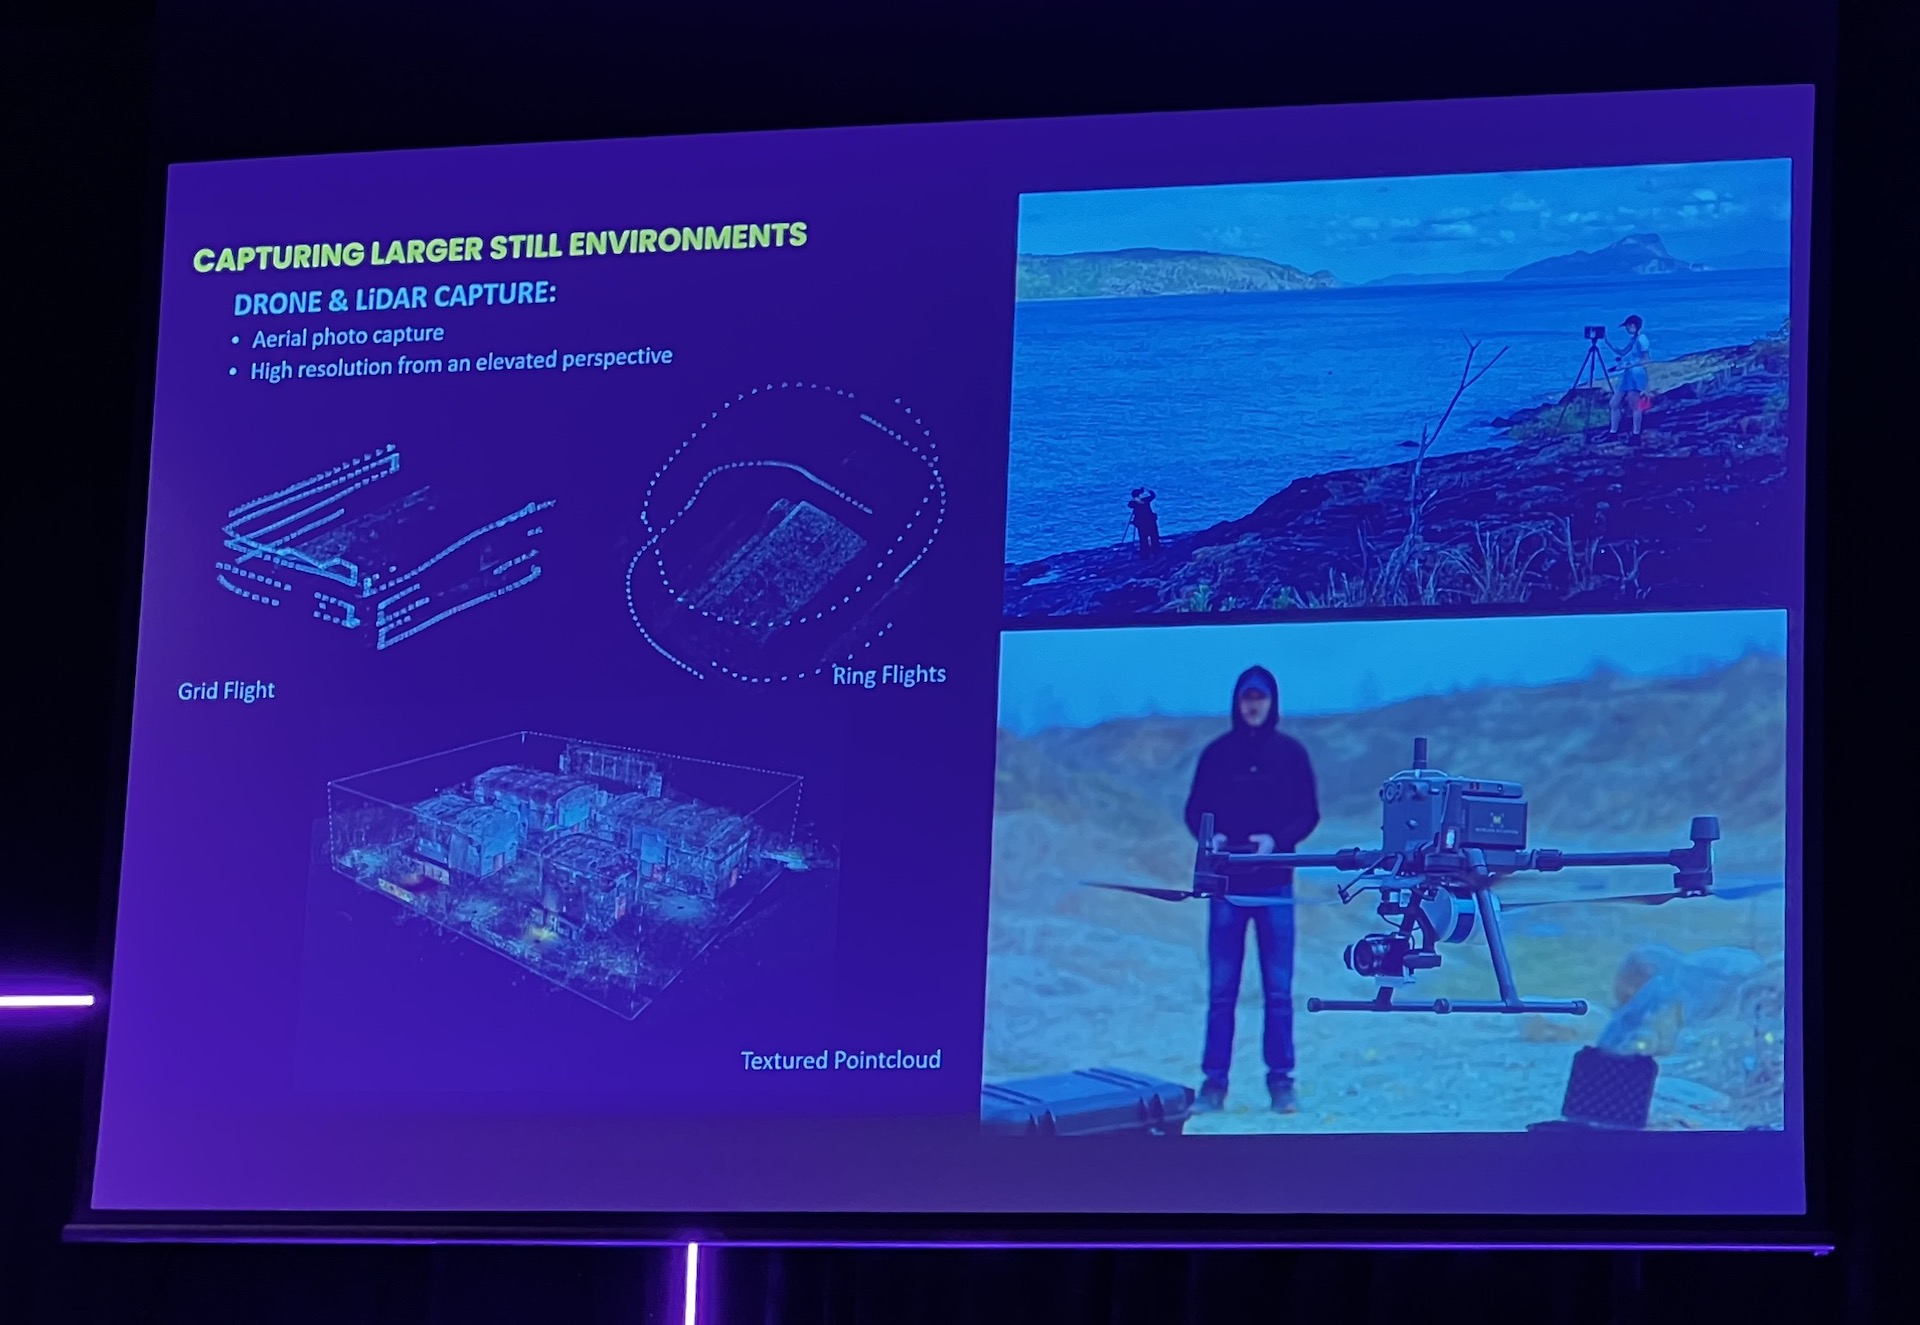 CAPTURING LARGER STILL ENVIRONMENTS
DRONE & LiDAR CAPTURE:
• Aerial photo capture
• High resolution from an elevated perspective
Grid Flight
Ring Flights
Textured Pointcloud